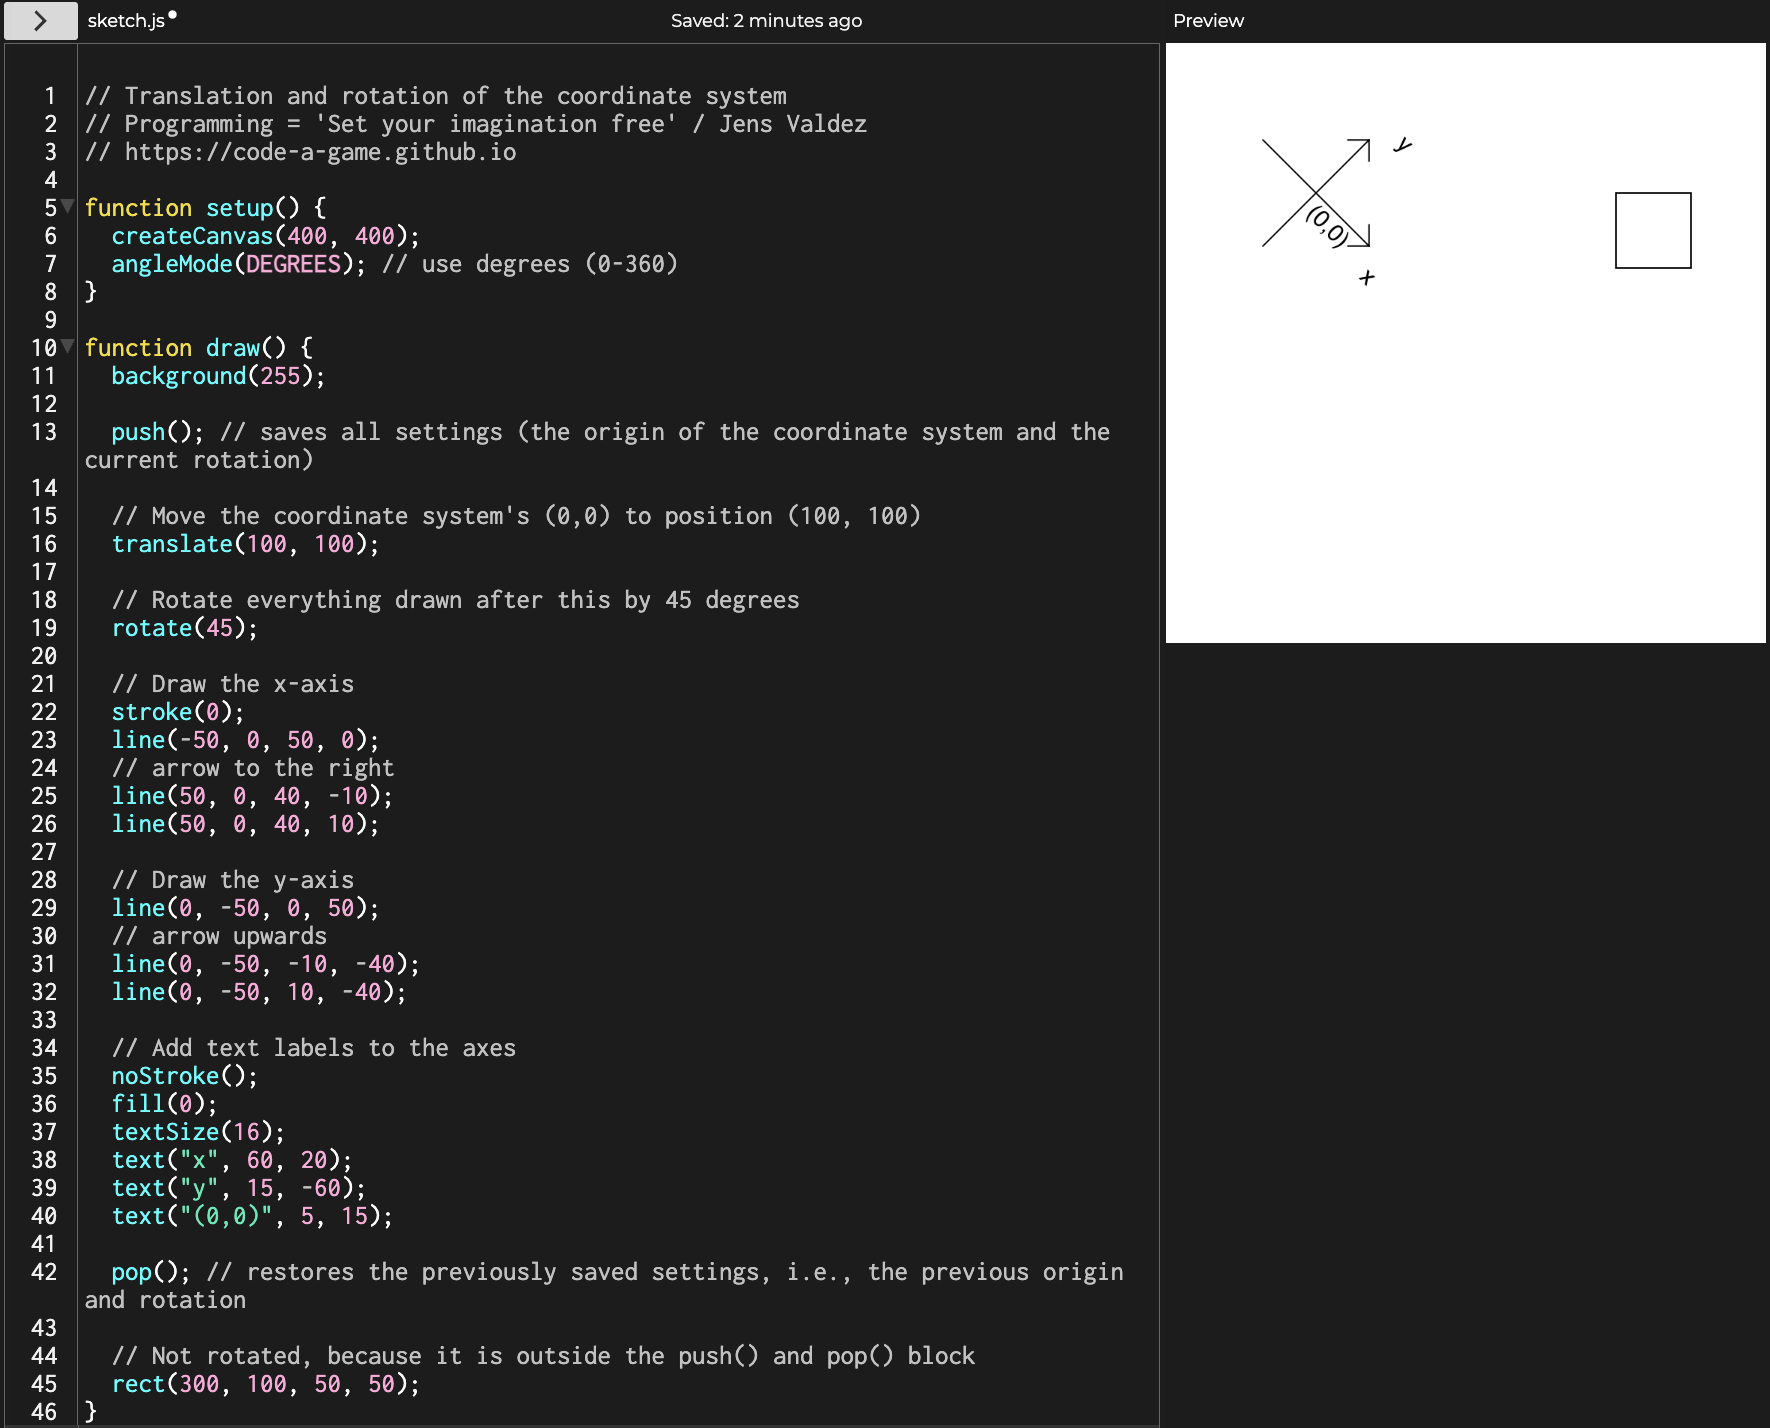 sketch.js
Saved: 2 minutes ago
Preview
1 // Translation and rotation of the coordinate system
2 // Programming = 'Set your imagination free' / Jens Valdez
3 // https://code-a-game.github.io
4
5 function setup() {
6   createCanvas(400, 400);
7   angleMode(DEGREES); // use degrees (0-360)
8 }
9
10 function draw() {
11   background(255);
12
13   push(); // saves all settings (the origin of the coordinate system and the
current rotation)
14
15   // Move the coordinate system's (0,0) to position (100, 100)
16   translate(100, 100);
17
18   // Rotate everything drawn after this by 45 degrees
19   rotate(45);
20
21   // Draw the x-axis
22   stroke(0);
23   line(-50, 0, 50, 0);
24   // arrow to the right
25   line(50, 0, 40, -10);
26   line(50, 0, 40, 10);
27
28   // Draw the y-axis
29   line(0, -50, 0, 50);
30   // arrow upwards
31   line(0, -50, -10, -40);
32   line(0, -50, 10, -40);
33
34   // Add text labels to the axes
35   noStroke();
36   fill(0);
37   textSize(16);
38   text("x", 60, 20);
39   text("y", 15, -60);
40   text("(0,0)", 5, 15);
41
42   pop(); // restores the previously saved settings, i.e., the previous origin
and rotation
43
44   // Not rotated, because it is outside the push() and pop() block
45   rect(300, 100, 50, 50);
46 }
y
(0,0)
x